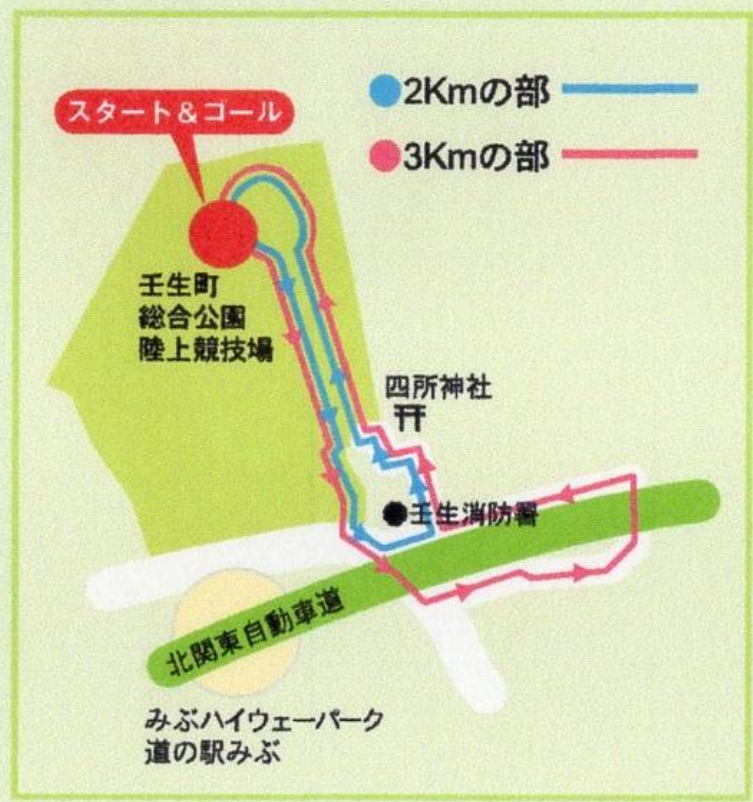 スタート＆ゴール
●2Kmの部
●3Kmの部
壬生町
総合公園
陸上競技場
四所神社
●壬生消防署
北関東自動車道
みぶハイウェーパーク
道の駅みぶ